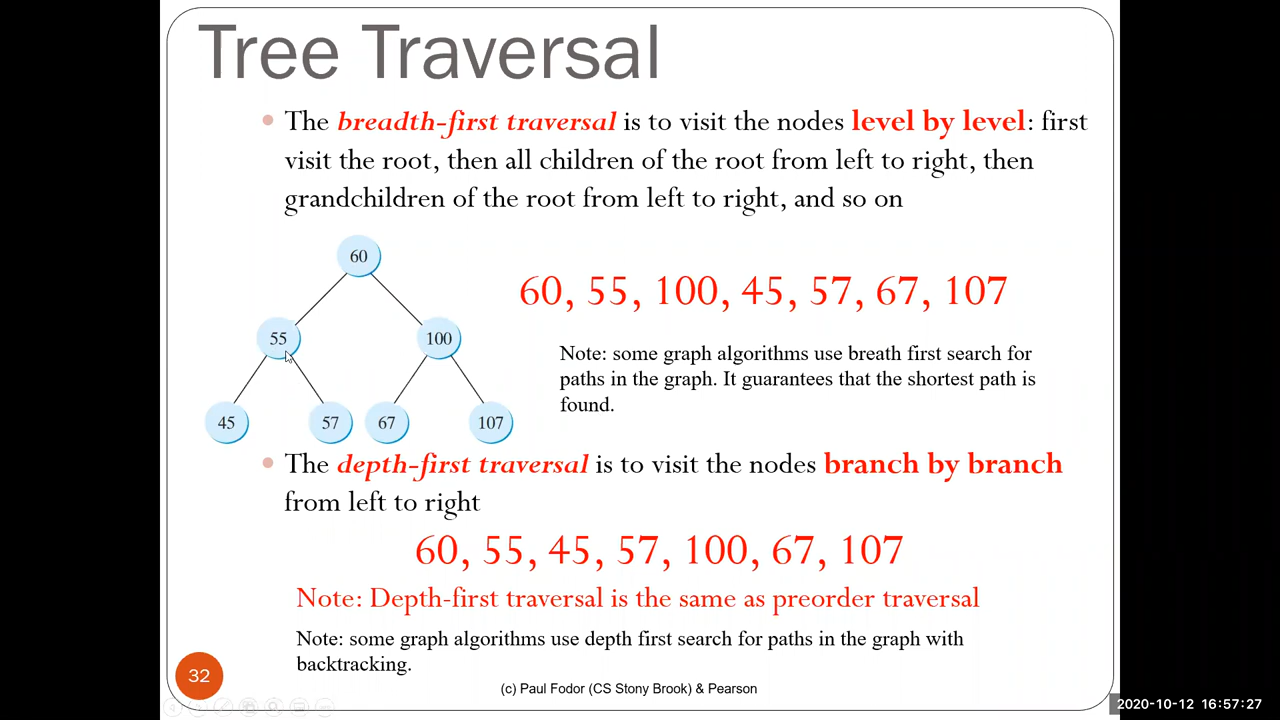 Tree Traversal
• The breadth-first traversal is to visit the nodes level by level: first
visit the root, then all children of the root from left to right, then
grandchildren of the root from left to right, and so on
60
60, 55, 100, 45, 57, 67, 107
55
100
Note: some graph algorithms use breath first search for
paths in the graph. It guarantees that the shortest path is
found.
45
57
67
107
• The depth-first traversal is to visit the nodes branch by branch
from left to right
60, 55, 45, 57, 100, 67, 107
Note: Depth-first traversal is the same as preorder traversal
Note: some graph algorithms use depth first search for paths in the graph with
backtracking.
32
(c) Paul Fodor (CS Stony Brook) & Pearson
2020-10-12 16:57:27